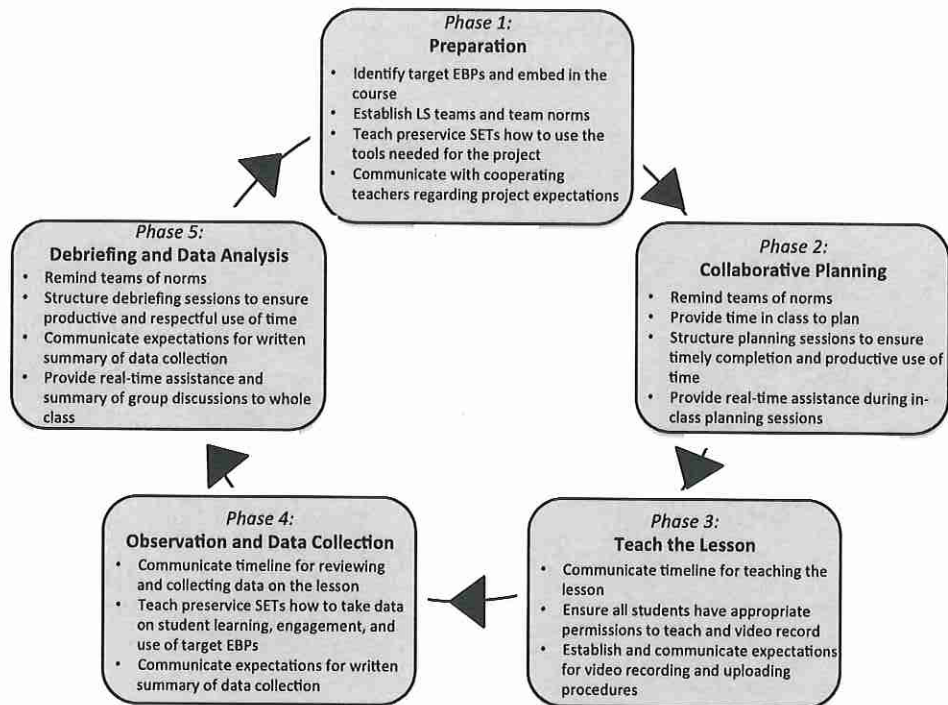 Phase 1:
Preparation
• Identify target EBPs and embed in the
course
• Establish LS teams and team norms
• Teach preservice SETs how to use the
tools needed for the project
• Communicate with cooperating
teachers regarding project expectations
Phase 2:
Collaborative Planning
• Remind teams of norms
• Provide time in class to plan
• Structure planning sessions to ensure
timely completion and productive use of
time
• Provide real-time assistance during in-
class planning sessions
Phase 3:
Teach the Lesson
• Communicate timeline for teaching the
lesson
• Ensure all students have appropriate
permissions to teach and video record
• Establish and communicate expectations
for video recording and uploading
procedures
Phase 4:
Observation and Data Collection
• Communicate timeline for reviewing
and collecting data on the lesson
• Teach preservice SETs how to take data
on student learning, engagement, and
use of target EBPs
• Communicate expectations for written
summary of data collection
Phase 5:
Debriefing and Data Analysis
• Remind teams of norms
• Structure debriefing sessions to ensure
productive and respectful use of time
• Communicate expectations for written
summary of data collection
• Provide real-time assistance and
summary of group discussions to whole
class